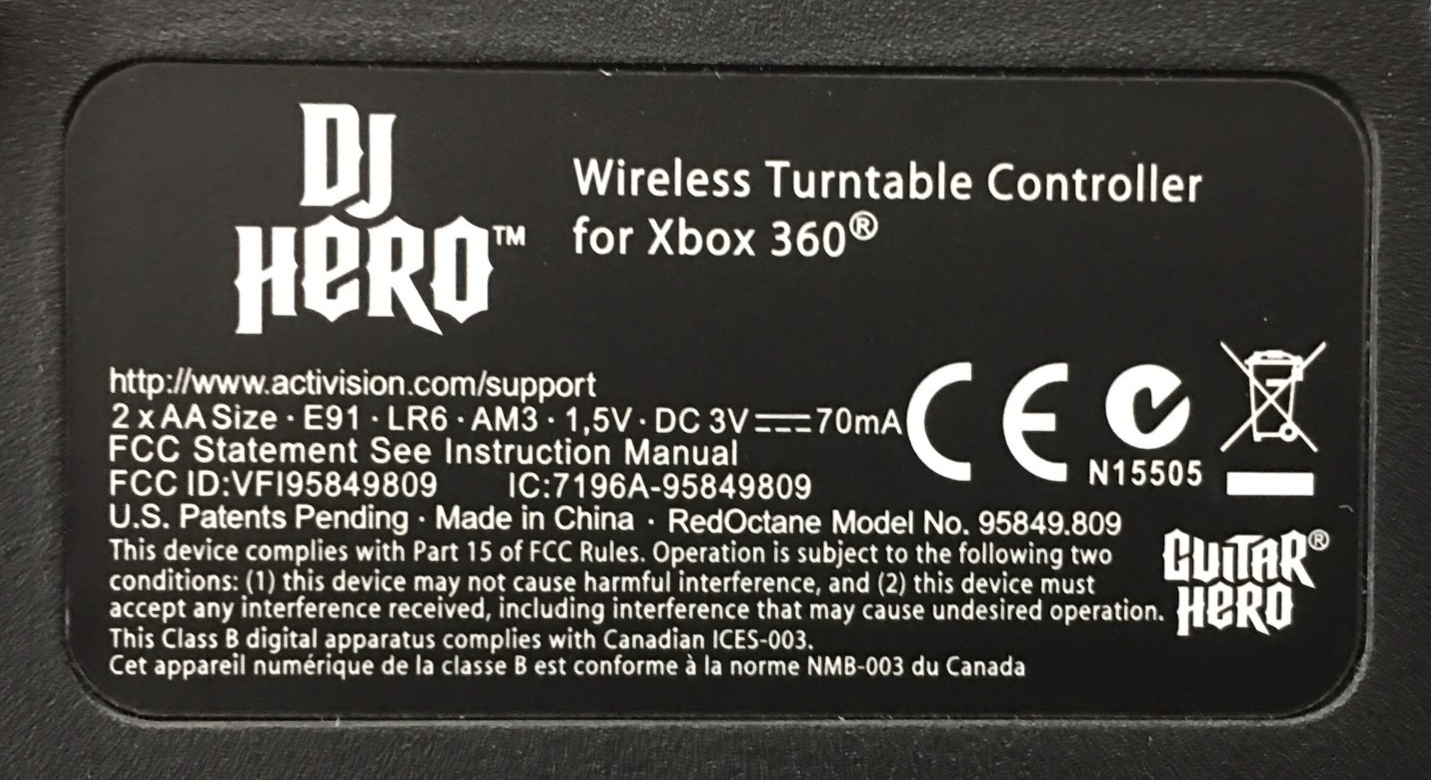 DJ
HERO™
Wireless Turntable Controller
for Xbox 360®
http://www.activision.com/support
2 x AA Size · E91 · LR6 · AM3 · 1,5V · DC 3V ⎓ 70mA
FCC Statement See Instruction Manual
FCC ID:VFI95849809 IC:7196A-95849809
U.S. Patents Pending · Made in China · RedOctane Model No. 95849.809
This device complies with Part 15 of FCC Rules. Operation is subject to the following two
conditions: (1) this device may not cause harmful interference, and (2) this device must
accept any interference received, including interference that may cause undesired operation.
This Class B digital apparatus complies with Canadian ICES-003.
Cet appareil numérique de la classe B est conforme à la norme NMB-003 du Canada
CE
N15505
GUITAR®
HERO